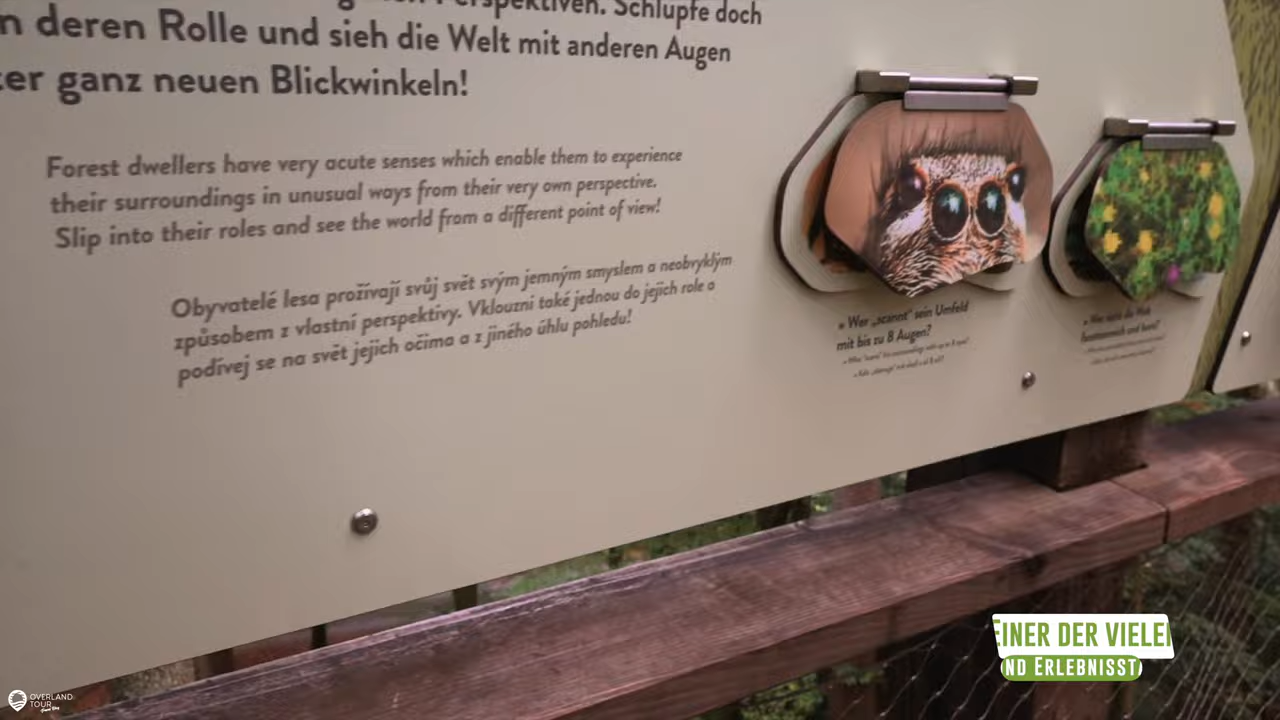 Perspektiven. Schlüpfe doch
n deren Rolle und sieh die Welt mit anderen Augen
ter ganz neuen Blickwinkeln!
Forest dwellers have very acute senses which enable them to experience
their surroundings in unusual ways from their very own perspective.
Slip into their roles and see the world from a different point of view!
Obyvatelé lesa prožívají svůj svět svým jemným smyslem a neobvyklým
způsobem z vlastní perspektivy. Vklouzni také jednou do jejich role a
podívej se na svět jejich očima a z jiného úhlu pohledu!
» Wer „scannt" sein Umfeld
mit bis zu 8 Augen?
EINER DER VIELEN
ND ERLEBNISST
OVERLAND
TOUR